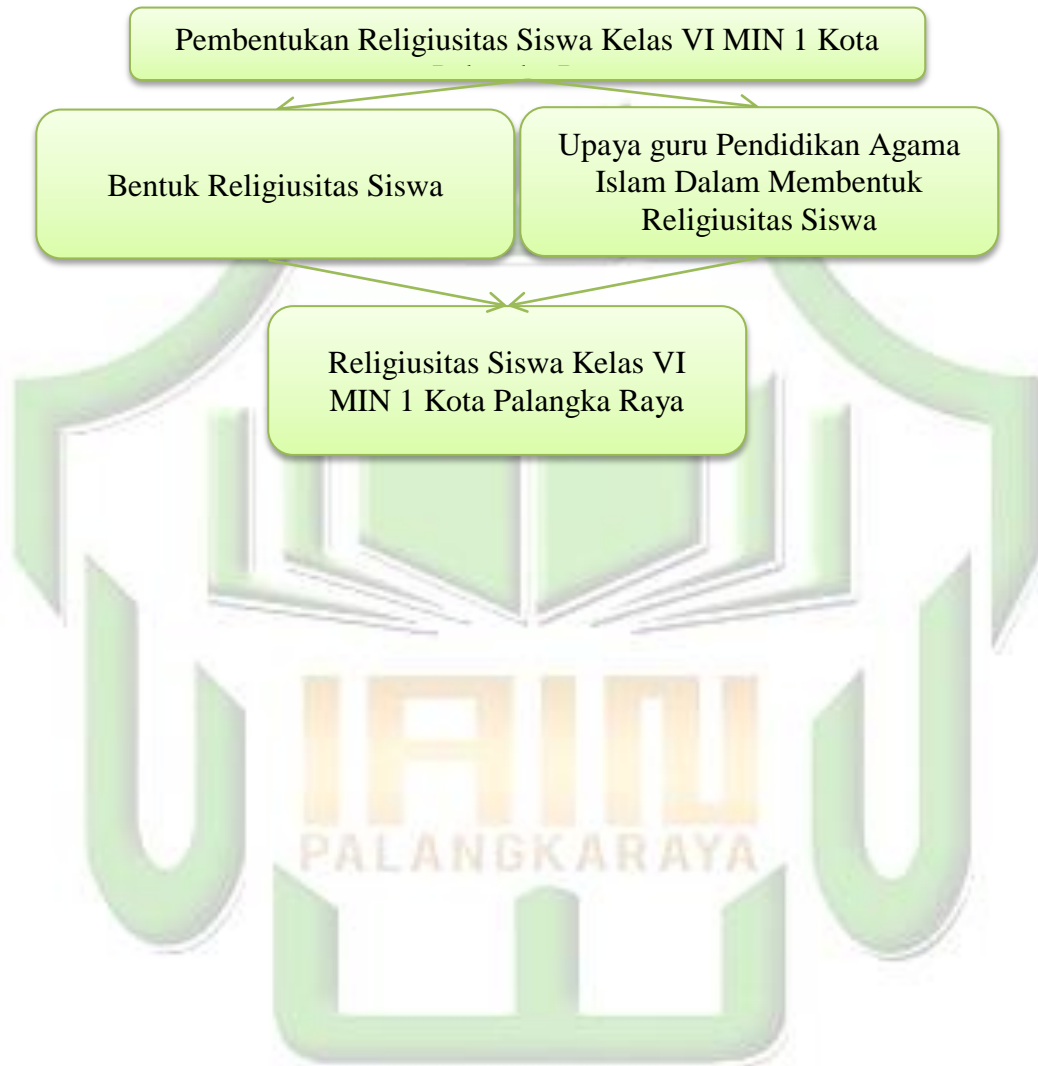 Pembentukan Religiusitas Siswa Kelas VI MIN 1 Kota
Bentuk Religiusitas Siswa
Upaya guru Pendidikan Agama
Islam Dalam Membentuk
Religiusitas Siswa
Religiusitas Siswa Kelas VI
MIN 1 Kota Palangka Raya
IAIN
PALANGKARAYA